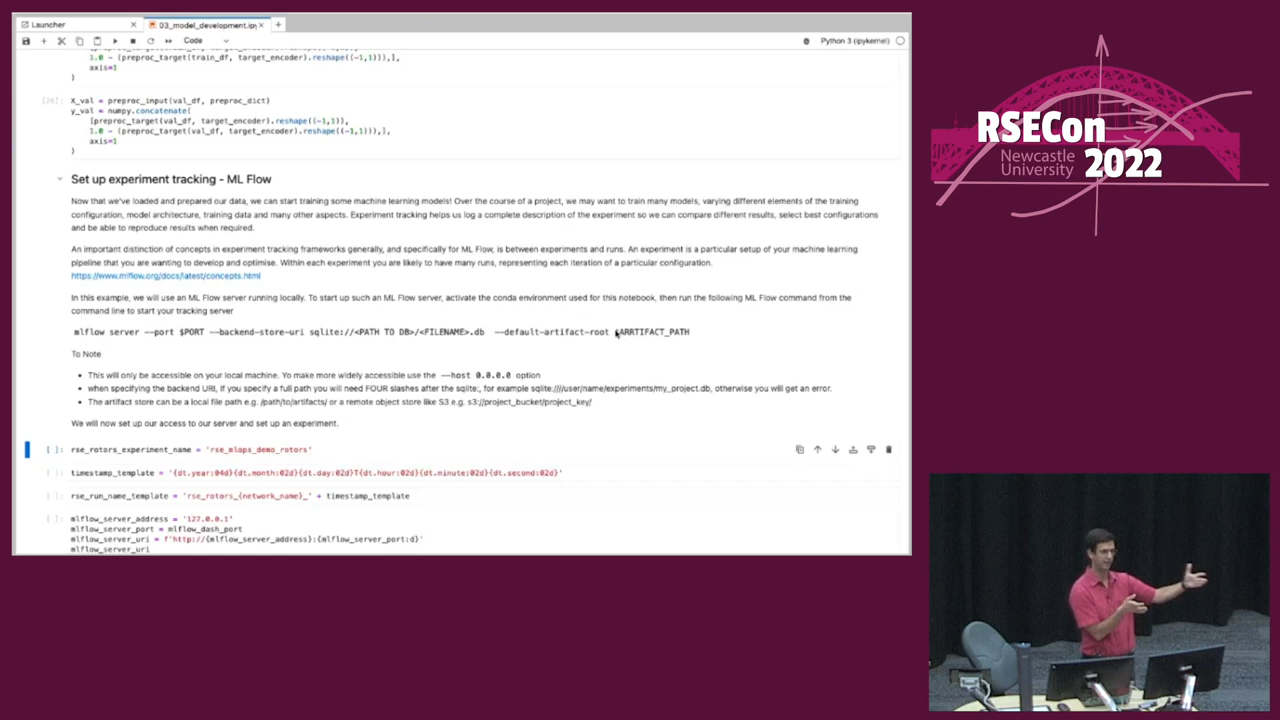 Launcher
03_model_development.ipy
Code
Python 3 (ipykernel)
1.0 - (preproc_target(train_df, target_encoder).reshape((-1,1))),],
axis=1
)
[20]: X_val = preproc_input(val_df, preproc_dict)
y_val = numpy.concatenate(
[preproc_target(val_df, target_encoder).reshape((-1,1)),
1.0 - (preproc_target(val_df, target_encoder).reshape((-1,1))),],
axis=1
)
Set up experiment tracking - ML Flow
Now that we've loaded and prepared our data, we can start training some machine learning models! Over the course of a project, we may want to train many models, varying different elements of the training
configuration, model architecture, training data and many other aspects. Experiment tracking helps us log a complete description of the experiment so we can compare different results, select best configurations
and be able to reproduce results when required.
An important distinction of concepts in experiment tracking frameworks generally, and specifically for ML Flow, is between experiments and runs. An experiment is a particular setup of your machine learning
pipeline that you are wanting to develop and optimise. Within each experiment you are likely to have many runs, representing each iteration of a particular configuration.
https://www.mlflow.org/docs/latest/concepts.html
In this example, we will use an ML Flow server running locally. To start up such an ML Flow server, activate the conda environment used for this notebook, then run the following ML Flow command from the
command line to start your tracking server
mlflow server --port $PORT --backend-store-uri sqlite://<PATH TO DB>/<FILENAME>.db --default-artifact-root $ARRTIFACT_PATH
To Note
This will only be accessible on your local machine. Yo make more widely accessible use the --host 0.0.0.0 option
when specifying the backend URI, if you specify a full path you will need FOUR slashes after the sqlite:, for example sqlite:////user/name/experiments/my_project.db, otherwise you will get an error.
The artifact store can be a local file path e.g. /path/to/artifacts/ or a remote object store like S3 e.g. s3://project_bucket/project_key/
We will now set up our access to our server and set up an experiment.
[ ]: rse_rotors_experiment_name = 'rse_mlops_demo_rotors'
[ ]: timestamp_template = '{dt.year:04d}{dt.month:02d}{dt.day:02d}T{dt.hour:02d}{dt.minute:02d}{dt.second:02d}'
[ ]: rse_run_name_template = 'rse_rotors_{network_name}_' + timestamp_template
[ ]: mlflow_server_address = '127.0.0.1'
mlflow_server_port = mlflow_dash_port
mlflow_server_uri = f'http://{mlflow_server_address}:{mlflow_server_port:d}'
mlflow_server_uri
RSECon
Newcastle
University
2022